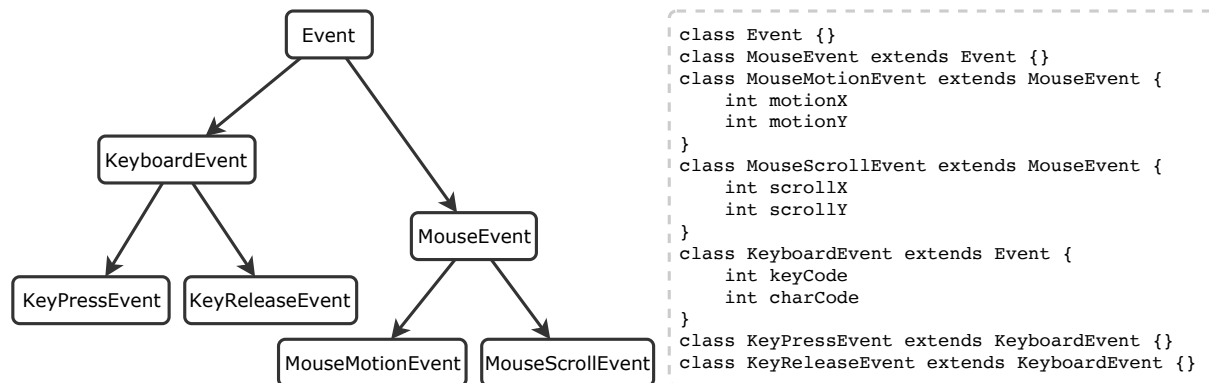 Event
KeyboardEvent
MouseEvent
KeyPressEvent
KeyReleaseEvent
MouseMotionEvent
MouseScrollEvent
class Event {}
class MouseEvent extends Event {}
class MouseMotionEvent extends MouseEvent {
    int motionX
    int motionY
}
class MouseScrollEvent extends MouseEvent {
    int scrollX
    int scrollY
}
class KeyboardEvent extends Event {
    int keyCode
    int charCode
}
class KeyPressEvent extends KeyboardEvent {}
class KeyReleaseEvent extends KeyboardEvent {}